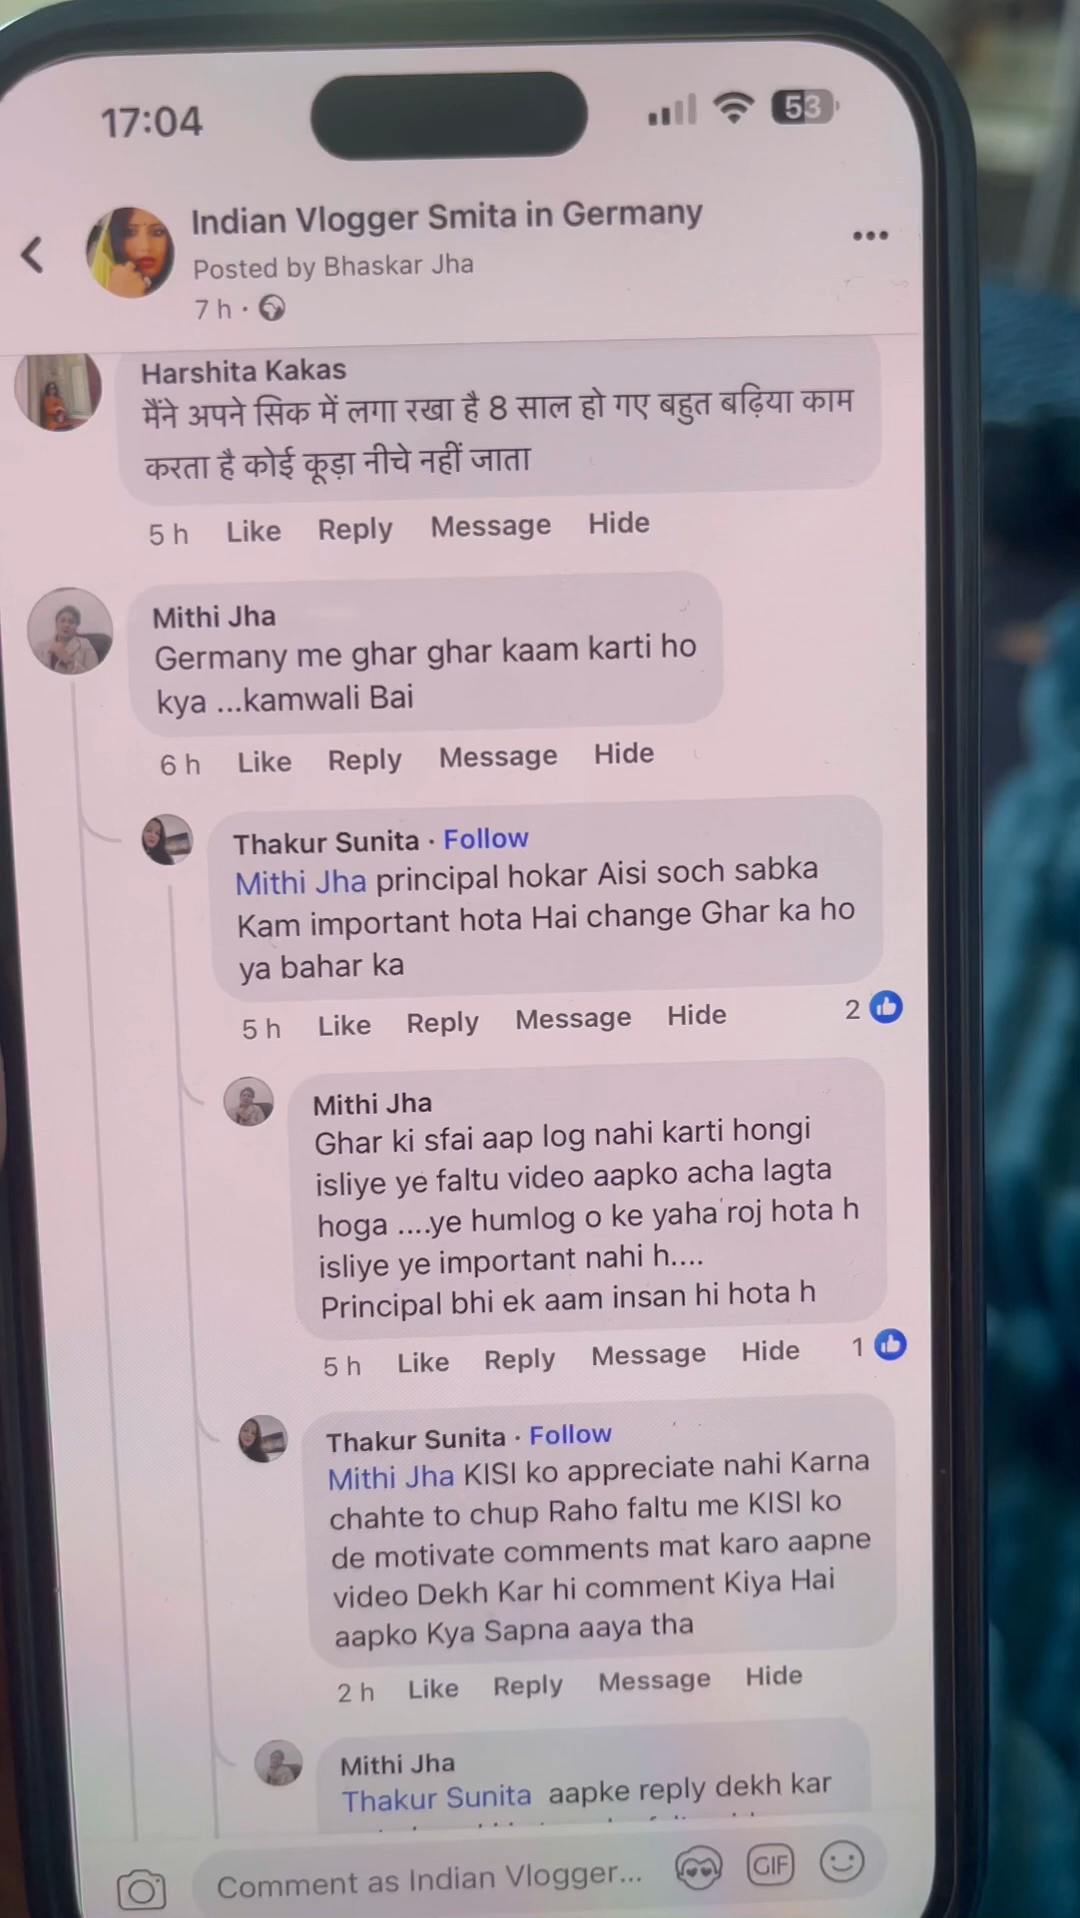 17:04
53
Indian Vlogger Smita in Germany
Posted by Bhaskar Jha
7 h ·
Harshita Kakas
मैंने अपने सिक में लगा रखा है 8 साल हो गए बहुत बढ़िया काम
करता है कोई कूड़ा नीचे नहीं जाता
5 h Like Reply Message Hide
Mithi Jha
Germany me ghar ghar kaam karti ho
kya ...kamwali Bai
6 h Like Reply Message Hide
Thakur Sunita · Follow
Mithi Jha principal hokar Aisi soch sabka
Kam important hota Hai change Ghar ka ho
ya bahar ka
5 h Like Reply Message Hide 2
Mithi Jha
Ghar ki sfai aap log nahi karti hongi
isliye ye faltu video aapko acha lagta
hoga ....ye humlog o ke yaha roj hota h
isliye ye important nahi h....
Principal bhi ek aam insan hi hota h
5 h Like Reply Message Hide 1
Thakur Sunita · Follow
Mithi Jha KISI ko appreciate nahi Karna
chahte to chup Raho faltu me KISI ko
de motivate comments mat karo aapne
video Dekh Kar hi comment Kiya Hai
aapko Kya Sapna aaya tha
2 h Like Reply Message Hide
Mithi Jha
Thakur Sunita aapke reply dekh kar
Comment as Indian Vlogger...
GIF